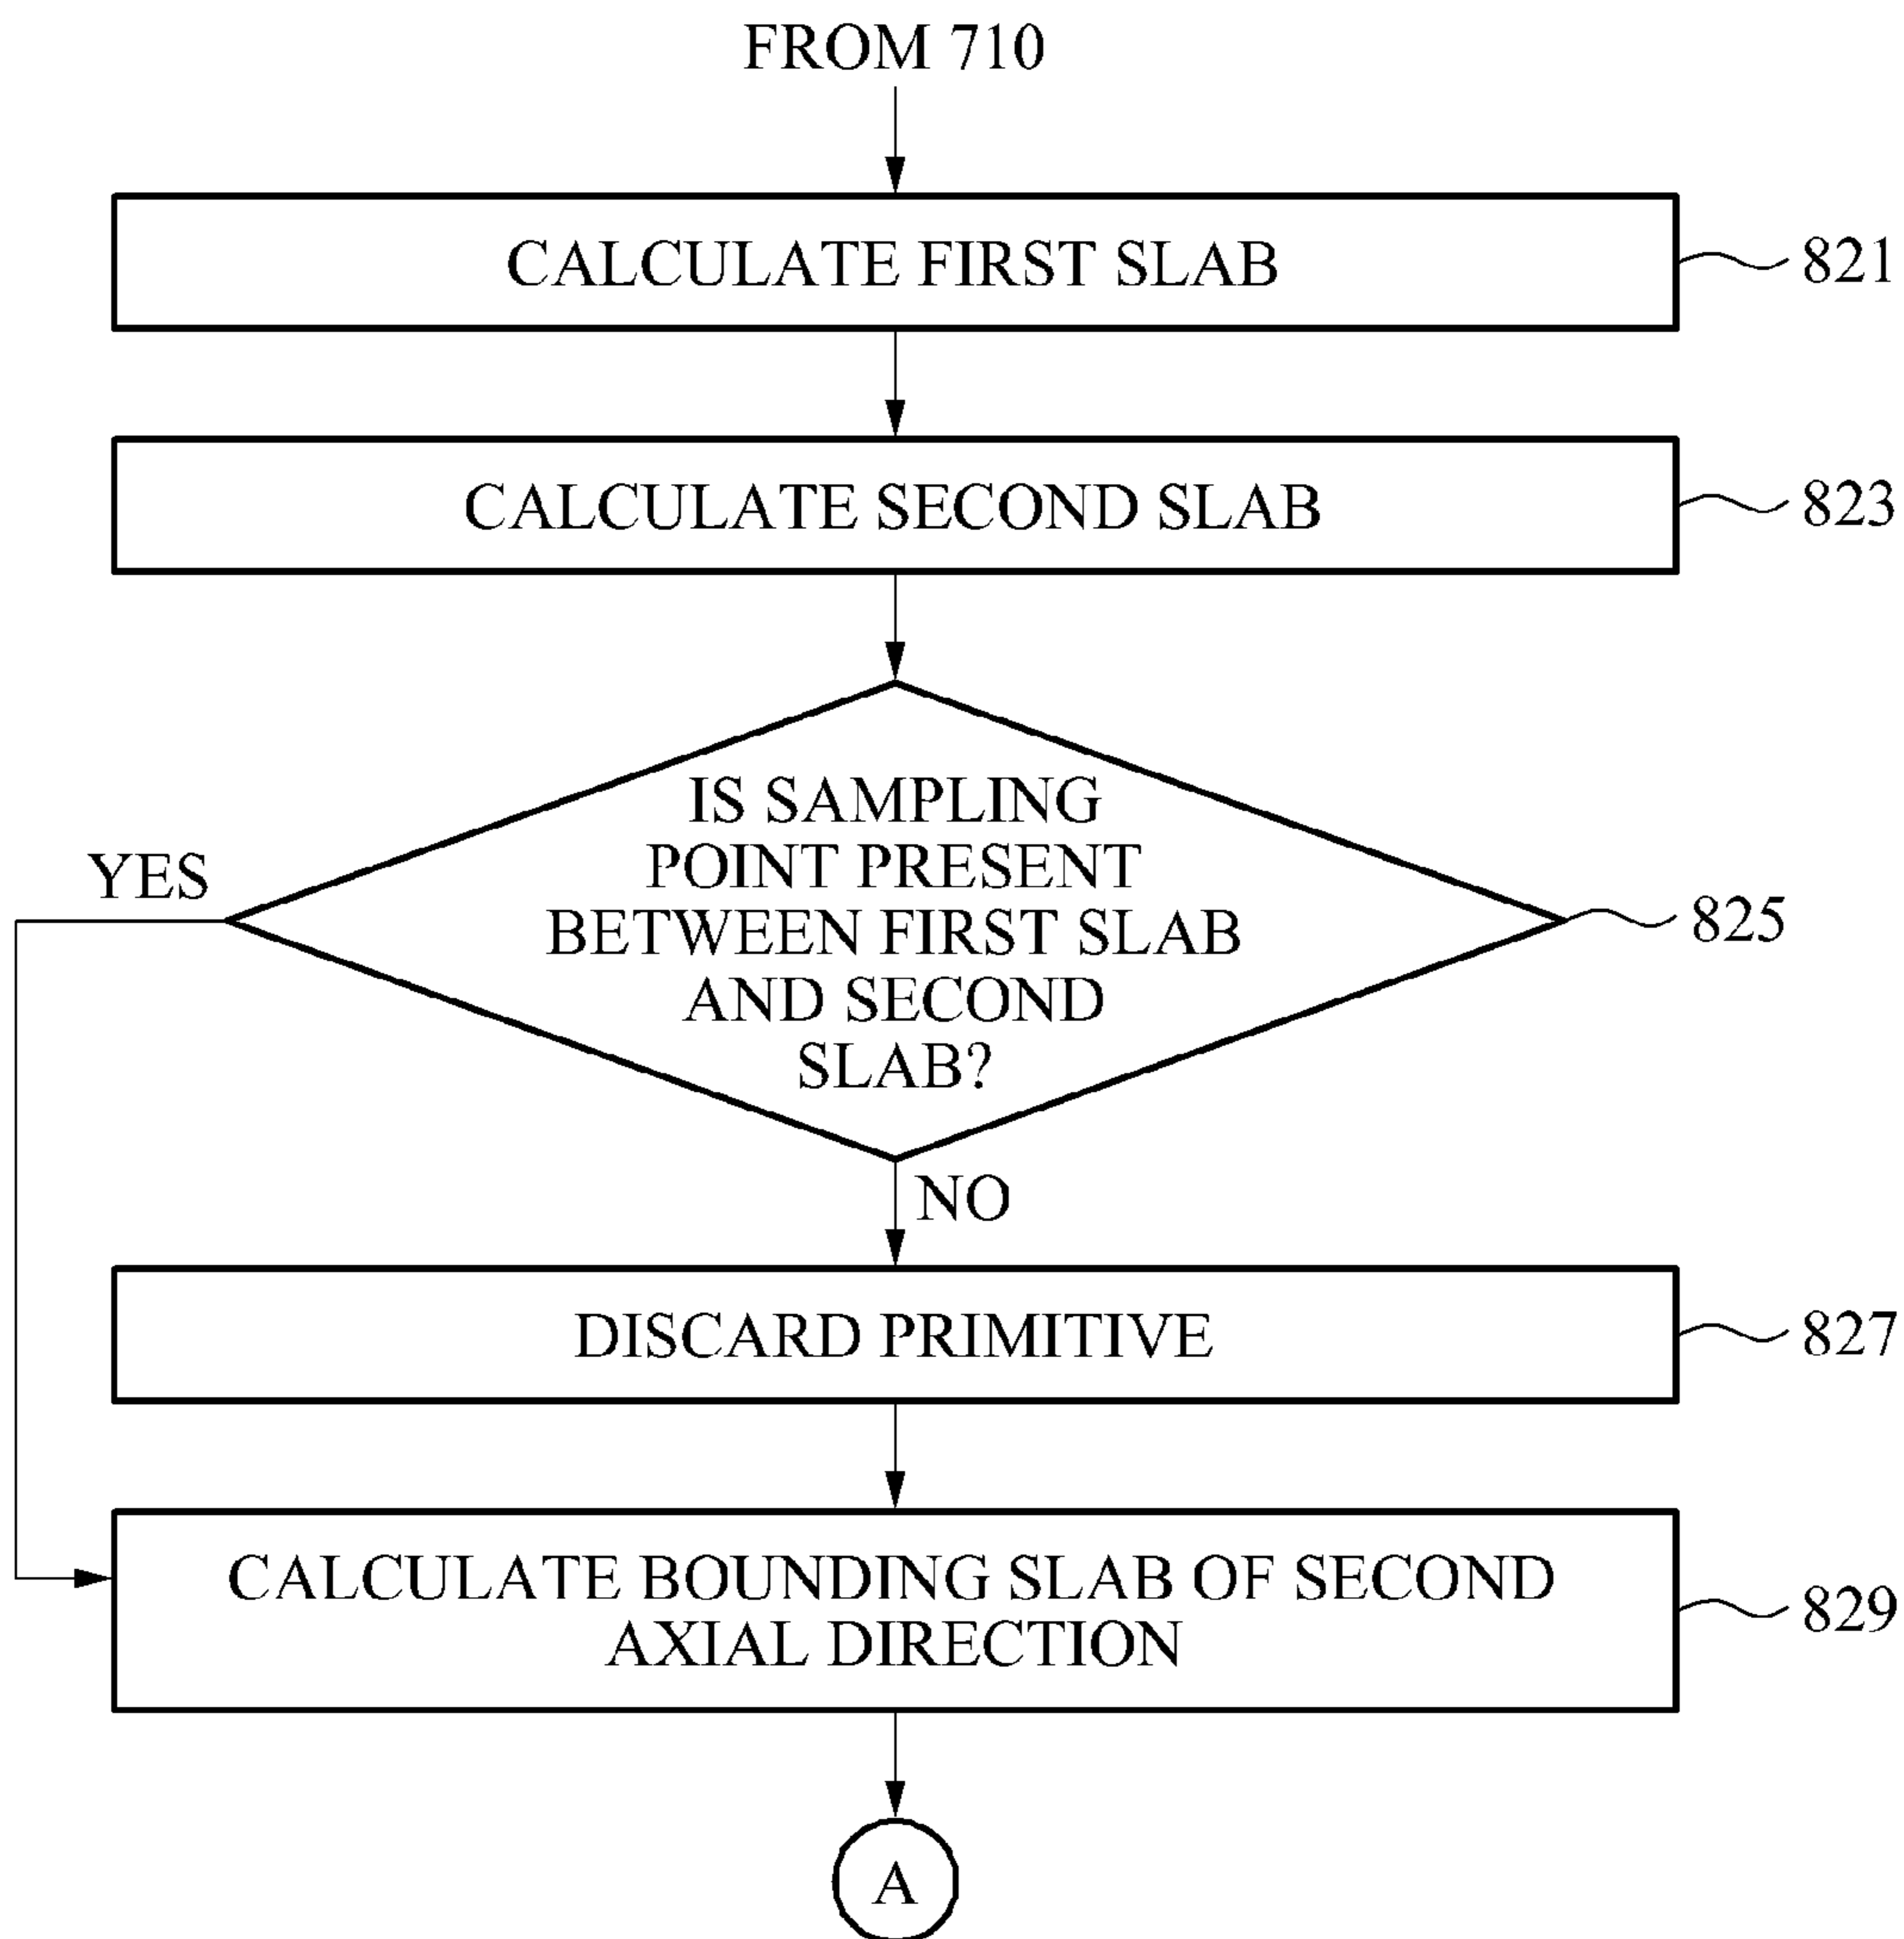 FROM 710
CALCULATE FIRST SLAB
821
CALCULATE SECOND SLAB
823
IS SAMPLING
POINT PRESENT
BETWEEN FIRST SLAB
AND SECOND
SLAB?
YES
825
NO
DISCARD PRIMITIVE
827
CALCULATE BOUNDING SLAB OF SECOND
AXIAL DIRECTION
829
A